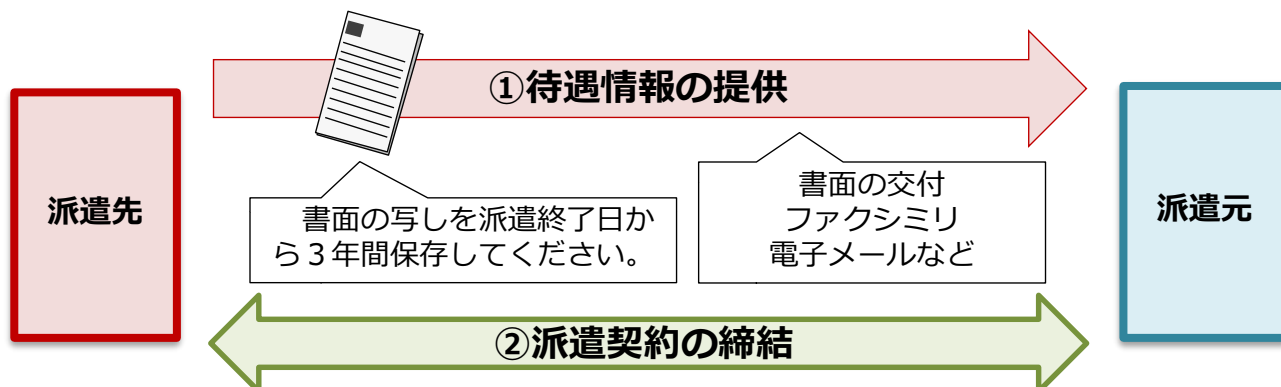 ①待遇情報の提供
派遣先
書面の写しを派遣終了日か
ら３年間保存してください。
書面の交付
ファクシミリ
電子メールなど
派遣元
②派遣契約の締結